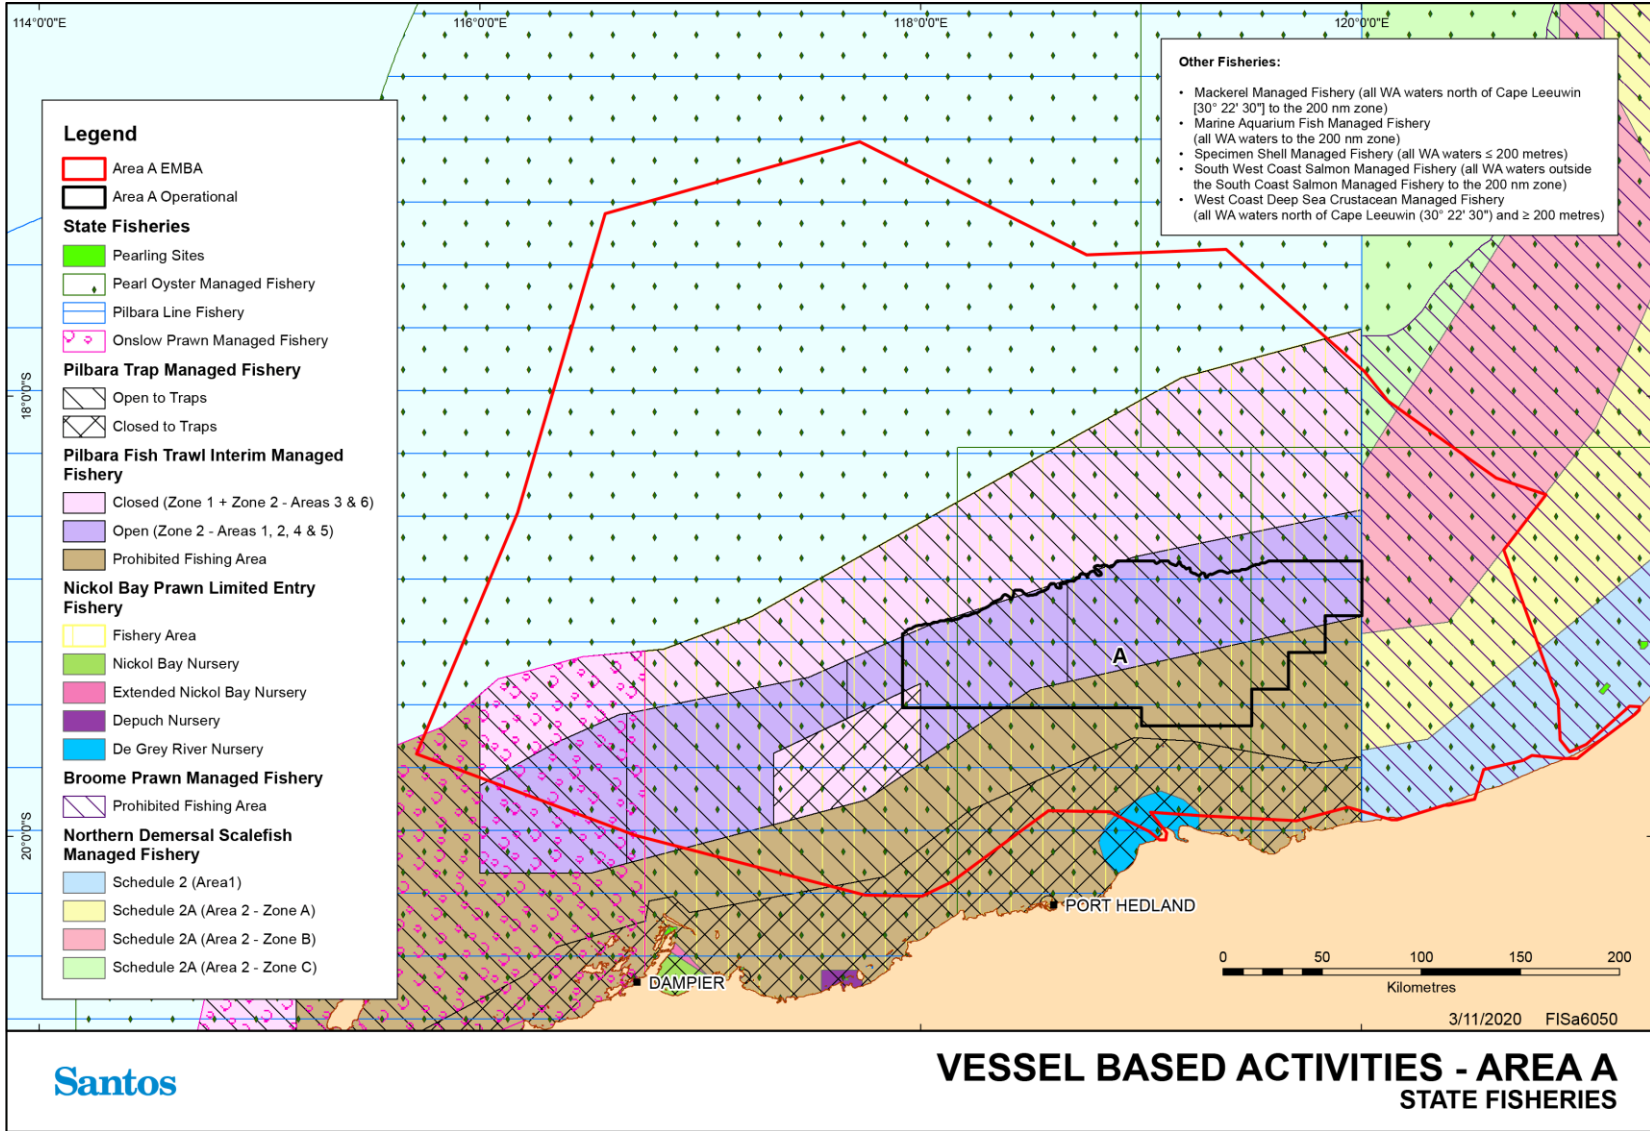 114°0'0"E
116°0'0"E
118°0'0"E
120°0'0"E
Other Fisheries:
• Mackerel Managed Fishery (all WA waters north of Cape Leeuwin
[30° 22' 30"] to the 200 nm zone)
• Marine Aquarium Fish Managed Fishery
(all WA waters to the 200 nm zone)
• Specimen Shell Managed Fishery (all WA waters ≤ 200 metres)
• South West Coast Salmon Managed Fishery (all WA waters outside
the South Coast Salmon Managed Fishery to the 200 nm zone)
• West Coast Deep Sea Crustacean Managed Fishery
(all WA waters north of Cape Leeuwin (30° 22' 30") and ≥ 200 metres)
Legend
Area A EMBA
Area A Operational
State Fisheries
Pearling Sites
Pearl Oyster Managed Fishery
Pilbara Line Fishery
Onslow Prawn Managed Fishery
Pilbara Trap Managed Fishery
Open to Traps
Closed to Traps
Pilbara Fish Trawl Interim Managed
Fishery
Closed (Zone 1 + Zone 2 - Areas 3 & 6)
Open (Zone 2 - Areas 1, 2, 4 & 5)
Prohibited Fishing Area
Nickol Bay Prawn Limited Entry
Fishery
Fishery Area
Nickol Bay Nursery
Extended Nickol Bay Nursery
Depuch Nursery
De Grey River Nursery
Broome Prawn Managed Fishery
Prohibited Fishing Area
Northern Demersal Scalefish
Managed Fishery
Schedule 2 (Area1)
Schedule 2A (Area 2 - Zone A)
Schedule 2A (Area 2 - Zone B)
Schedule 2A (Area 2 - Zone C)
18°0'0"S
20°0'0"S
A
PORT HEDLAND
DAMPIER
0 50 100 150 200
Kilometres
3/11/2020 FISa6050
Santos
VESSEL BASED ACTIVITIES - AREA A
STATE FISHERIES